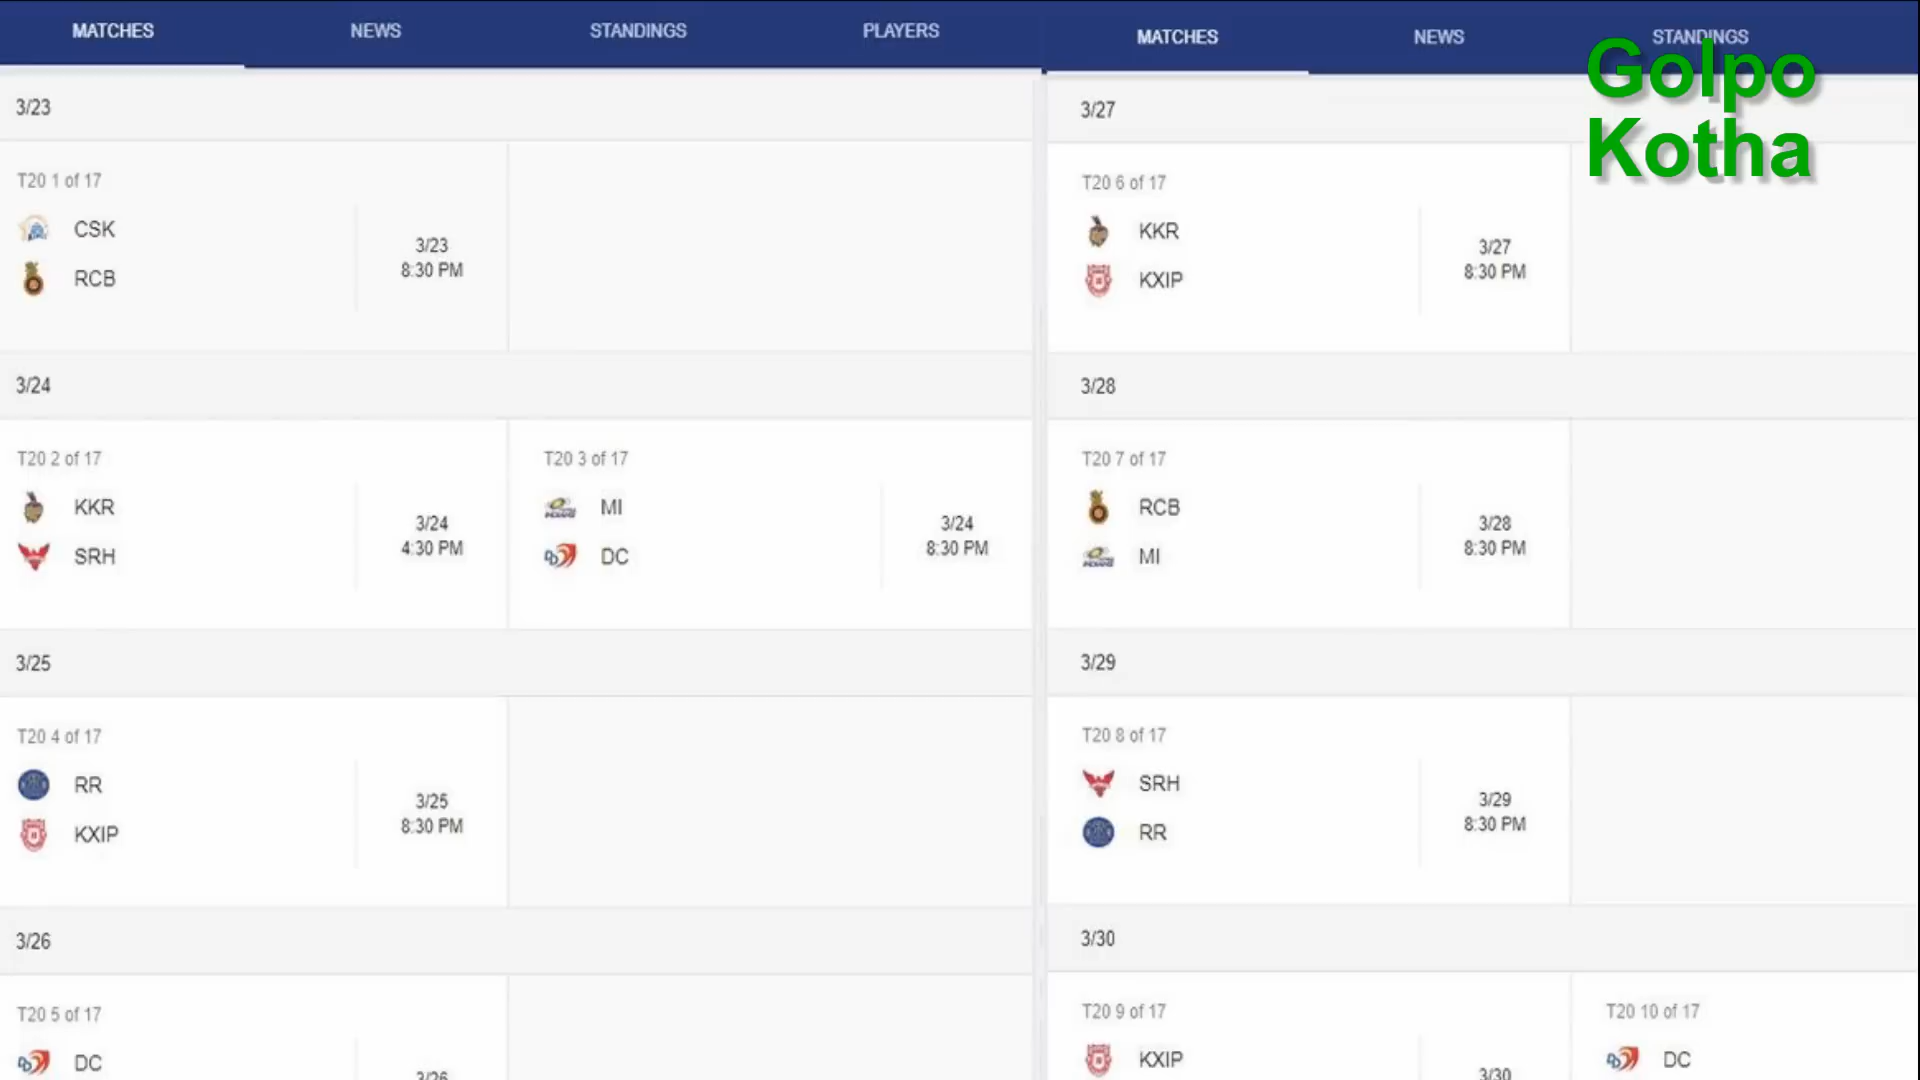 MATCHES NEWS STANDINGS PLAYERS
3/23
T20 1 of 17
CSK
RCB
3/23
8:30 PM
3/24
T20 2 of 17
KKR
SRH
3/24
4:30 PM
T20 3 of 17
MI
DC
3/24
8:30 PM
3/25
T20 4 of 17
RR
KXIP
3/25
8:30 PM
3/26
T20 5 of 17
DC
3/26
MATCHES NEWS STANDINGS
Golpo
Kotha
3/27
T20 6 of 17
KKR
KXIP
3/27
8:30 PM
3/28
T20 7 of 17
RCB
MI
3/28
8:30 PM
3/29
T20 8 of 17
SRH
RR
3/29
8:30 PM
3/30
T20 9 of 17
KXIP
3/30
T20 10 of 17
DC